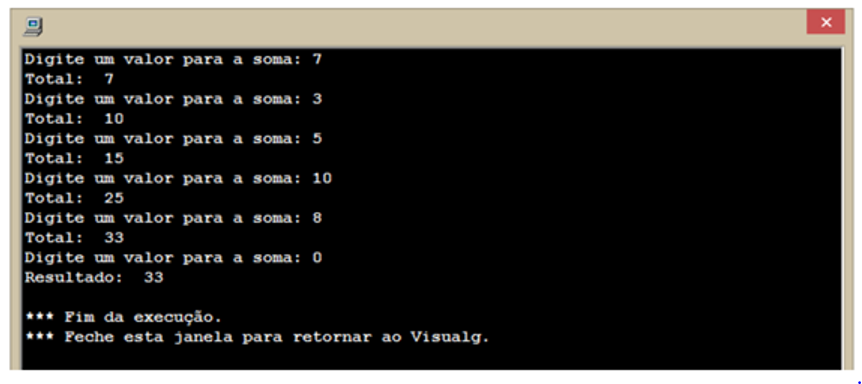 Digite um valor para a soma: 7
Total:  7
Digite um valor para a soma: 3
Total:  10
Digite um valor para a soma: 5
Total:  15
Digite um valor para a soma: 10
Total:  25
Digite um valor para a soma: 8
Total:  33
Digite um valor para a soma: 0
Resultado:  33
*** Fim da execução.
*** Feche esta janela para retornar ao Visualg.